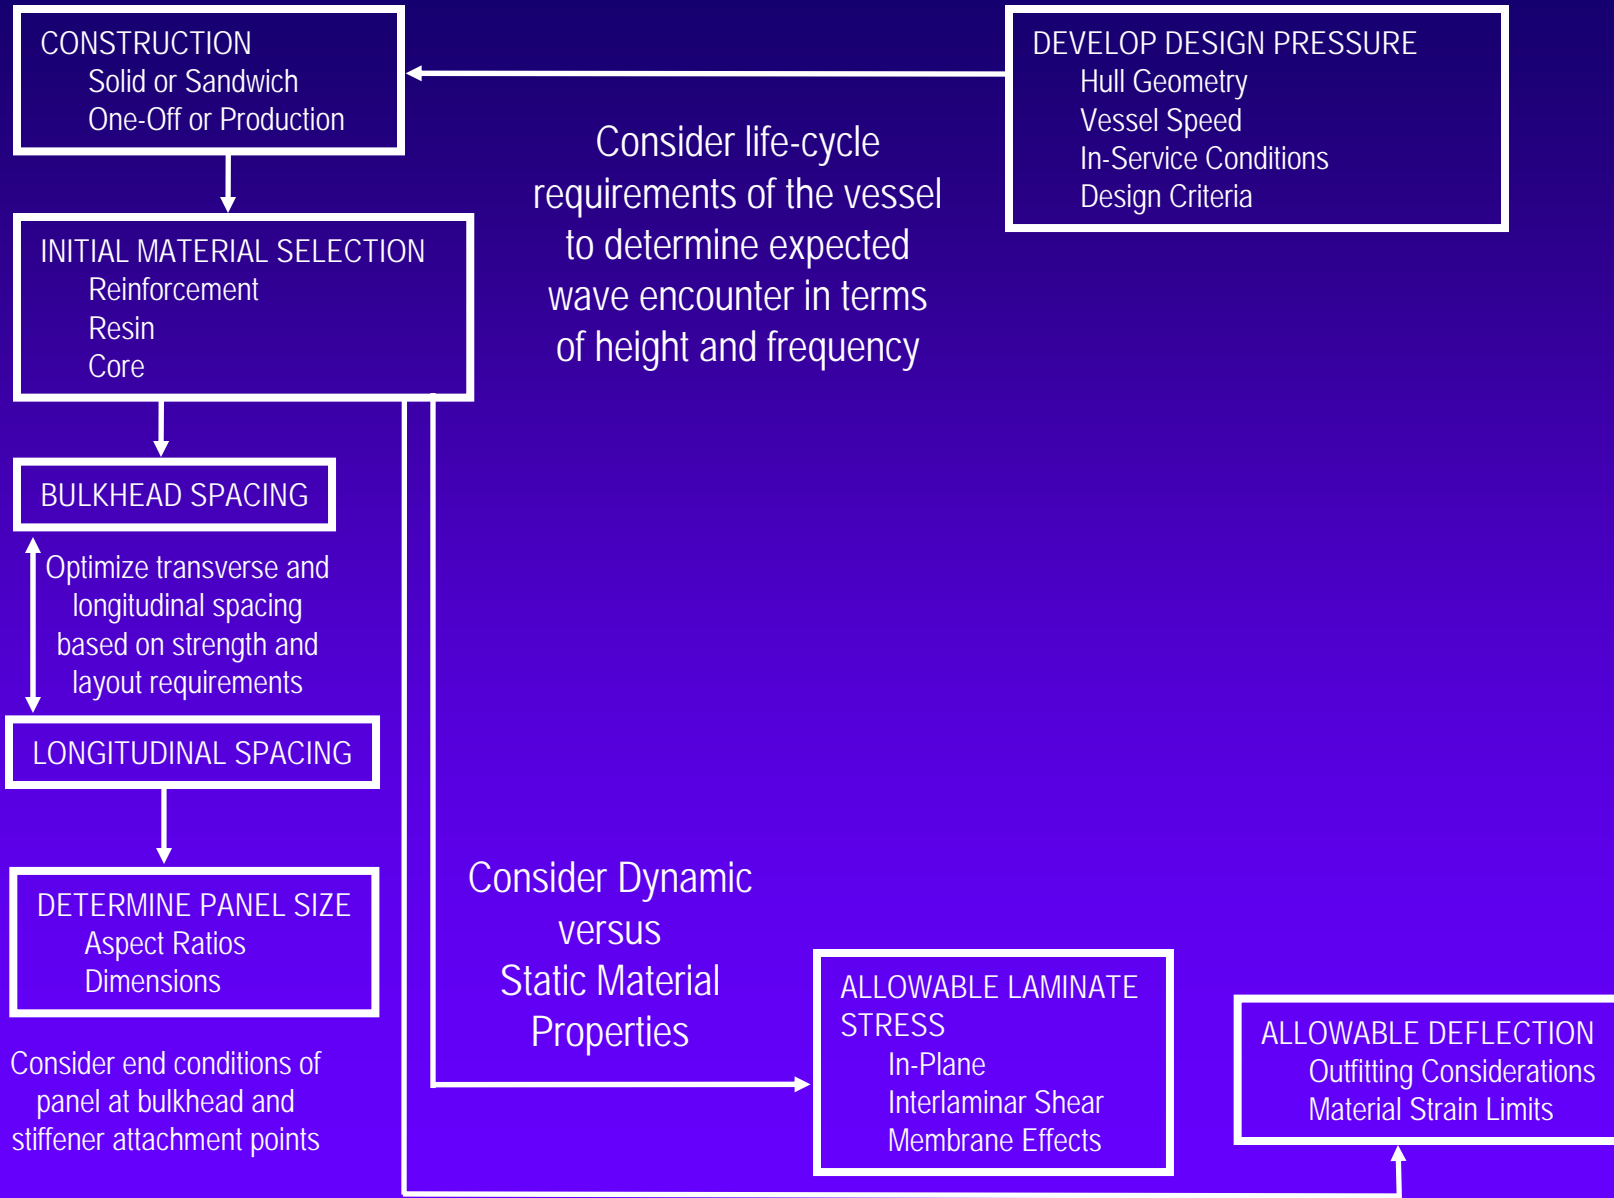 CONSTRUCTION
Solid or Sandwich
One-Off or Production
DEVELOP DESIGN PRESSURE
Hull Geometry
Vessel Speed
In-Service Conditions
Design Criteria
Consider life-cycle
requirements of the vessel
to determine expected
wave encounter in terms
of height and frequency
INITIAL MATERIAL SELECTION
Reinforcement
Resin
Core
BULKHEAD SPACING
Optimize transverse and
longitudinal spacing
based on strength and
layout requirements
LONGITUDINAL SPACING
DETERMINE PANEL SIZE
Aspect Ratios
Dimensions
Consider end conditions of
panel at bulkhead and
stiffener attachment points
Consider Dynamic
versus
Static Material
Properties
ALLOWABLE LAMINATE
STRESS
In-Plane
Interlaminar Shear
Membrane Effects
ALLOWABLE DEFLECTION
Outfitting Considerations
Material Strain Limits